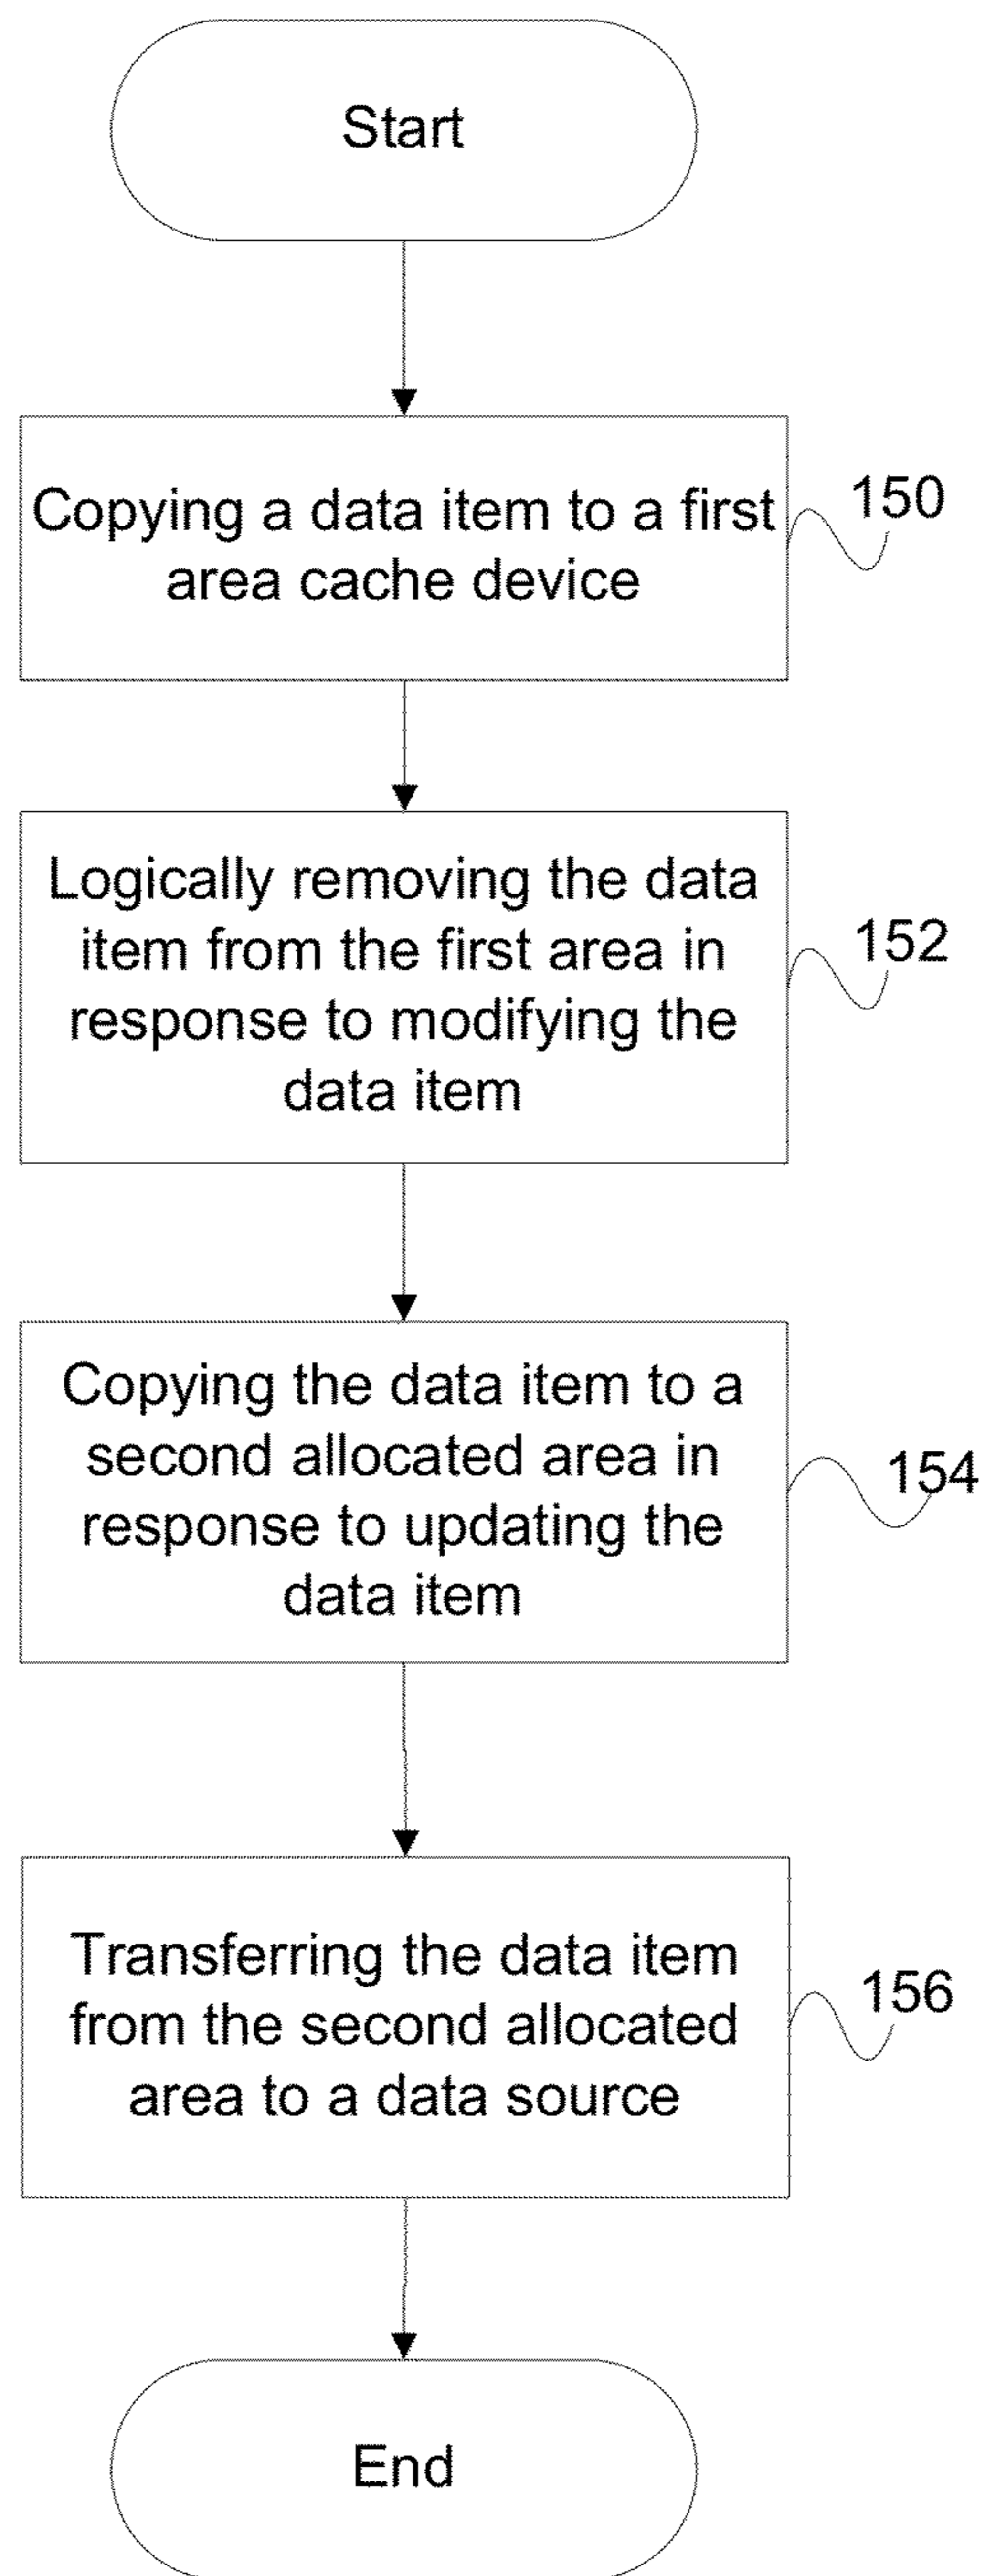 Start
Copying a data item to a first
area cache device
150
Logically removing the data
item from the first area in
response to modifying the
data item
152
Copying the data item to a
second allocated area in
response to updating the
data item
154
Transferring the data item
from the second allocated
area to a data source
156
End